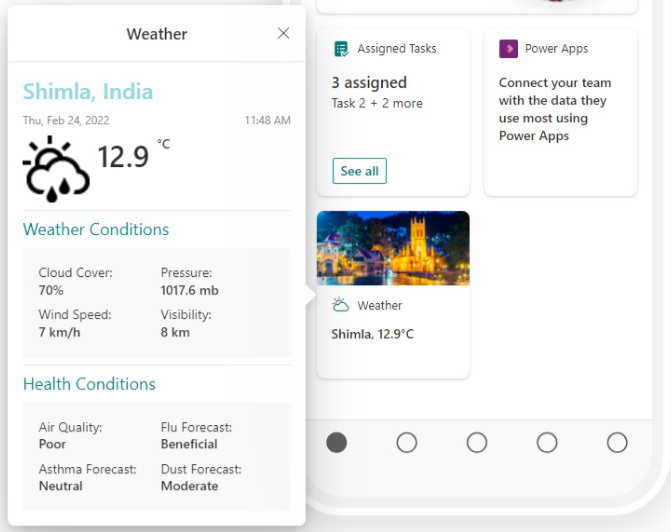 Weather
Shimla, India
Thu, Feb 24, 2022 11:48 AM
12.9 °C
Weather Conditions
Cloud Cover: Pressure:
70% 1017.6 mb
Wind Speed: Visibility:
7 km/h 8 km
Health Conditions
Air Quality: Flu Forecast:
Poor Beneficial
Asthma Forecast: Dust Forecast:
Neutral Moderate
Assigned Tasks
3 assigned
Task 2 + 2 more
See all
Power Apps
Connect your team
with the data they
use most using
Power Apps
Weather
Shimla, 12.9°C